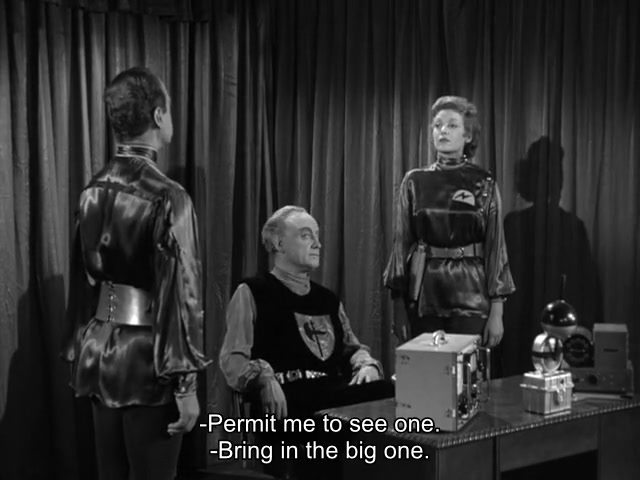 -Permit me to see one.
-Bring in the big one.